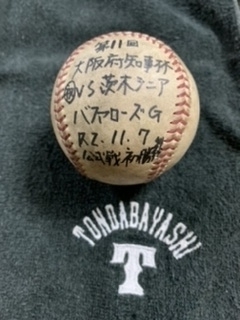 第11回
大阪府知事杯
VS茨木シニア
バファローズG
R2.11.7
公式戦初勝利
TONDABAYASHI
T